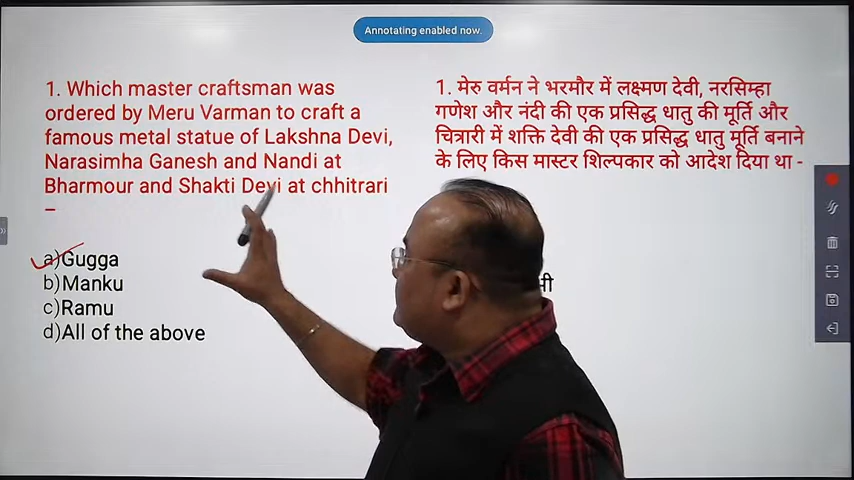 Annotating enabled now.
1. Which master craftsman was
ordered by Meru Varman to craft a
famous metal statue of Lakshna Devi,
Narasimha Ganesh and Nandi at
Bharmour and Shakti Devi at chhitrari
–
a)Gugga
b)Manku
c)Ramu
d)All of the above
1. मेरु वर्मन ने भरमौर में लक्ष्मण देवी, नरसिम्हा
गणेश और नंदी की एक प्रसिद्ध धातु की मूर्ति और
चित्रारी में शक्ति देवी की एक प्रसिद्ध धातु मूर्ति बनाने
के लिए किस मास्टर शिल्पकार को आदेश दिया था -